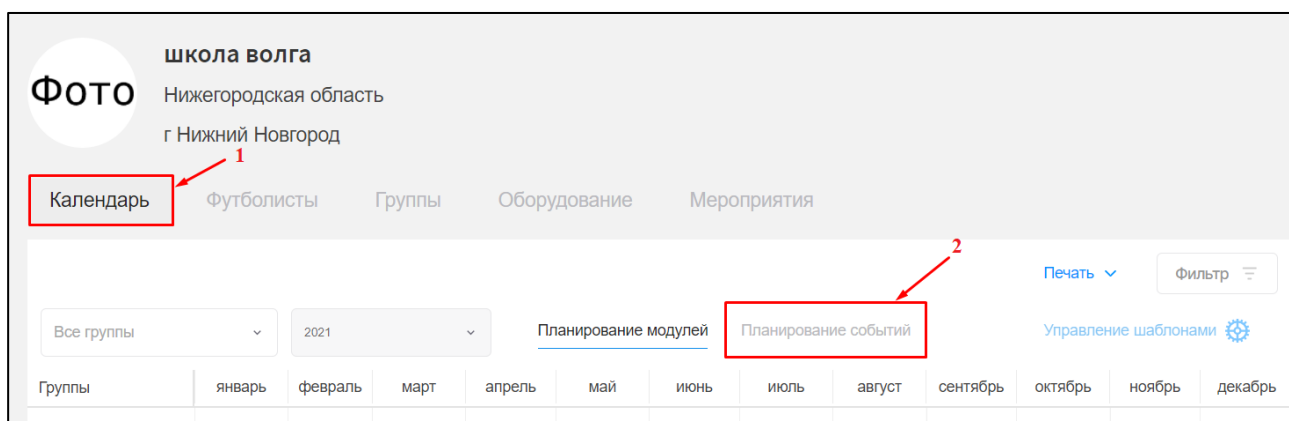 школа волга
Фото
Нижегородская область
г Нижний Новгород
1
Календарь Футболисты Группы Оборудование Мероприятия
2
Печать Фильтр
Все группы 2021 Планирование модулей Планирование событий Управление шаблонами
Группы январь февраль март апрель май июнь июль август сентябрь октябрь ноябрь декабрь